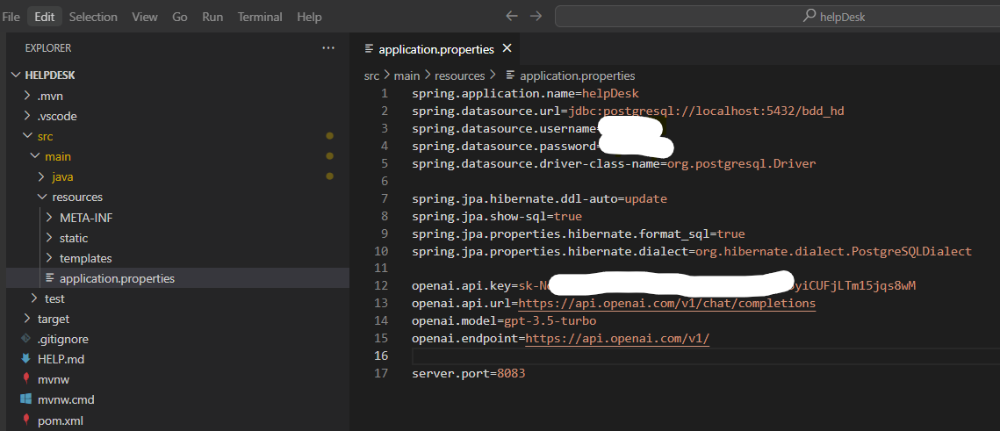 File Edit Selection View Go Run Terminal Help
helpDesk
EXPLORER
HELPDESK
.mvn
.vscode
src
main
java
resources
META-INF
static
templates
application.properties
test
target
.gitignore
HELP.md
mvnw
mvnw.cmd
pom.xml
application.properties
src > main > resources > application.properties
1 spring.application.name=helpDesk
2 spring.datasource.url=jdbc:postgresql://localhost:5432/bdd_hd
3 spring.datasource.username=
4 spring.datasource.password=
5 spring.datasource.driver-class-name=org.postgresql.Driver
6
7 spring.jpa.hibernate.ddl-auto=update
8 spring.jpa.show-sql=true
9 spring.jpa.properties.hibernate.format_sql=true
10 spring.jpa.properties.hibernate.dialect=org.hibernate.dialect.PostgreSQLDialect
11
12 openai.api.key=sk-N yiCUFjLTm15jqs8wM
13 openai.api.url=https://api.openai.com/v1/chat/completions
14 openai.model=gpt-3.5-turbo
15 openai.endpoint=https://api.openai.com/v1/
16
17 server.port=8083